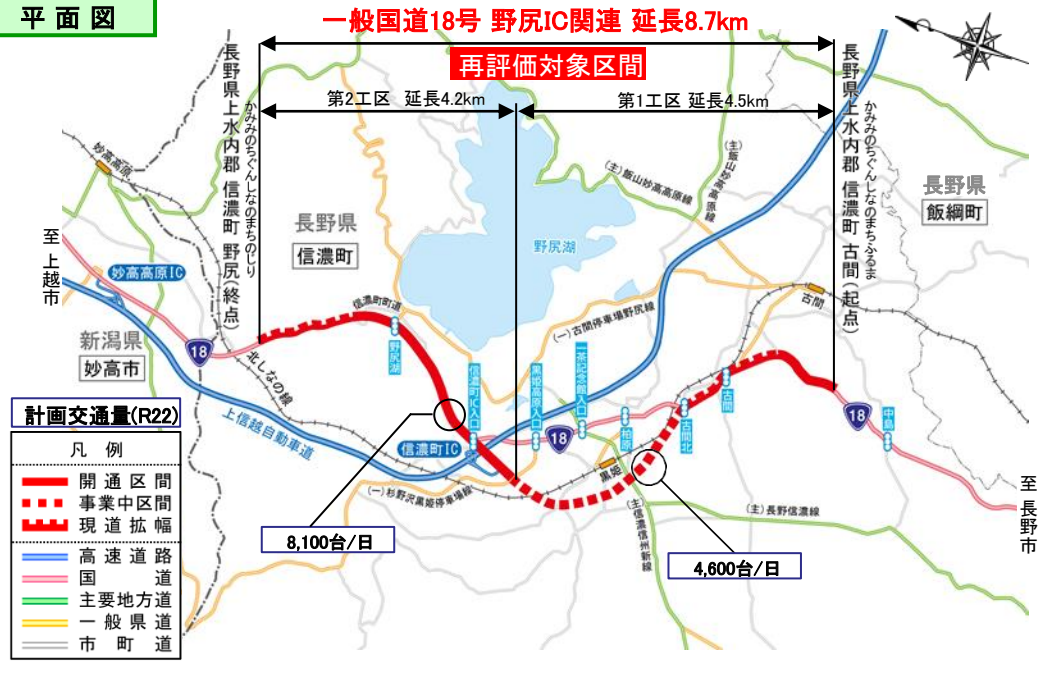 平面図
一般国道18号 野尻IC関連 延長8.7km
再評価対象区間
第2工区 延長4.2km
第1工区 延長4.5km
長野県上水内郡 信濃町 野尻(終点)
かみみのちぐんしなのまちのじり
長野県上水内郡 信濃町 古間(起点)
かみみのちぐんしなのまちふるま
妙高高原
至 上越市
妙高高原IC
新潟県
妙高市
18
長野県
信濃町
野尻湖
(主)飯山妙高高原線
(主)飯山妙高高原線
長野県
飯綱町
信濃町町道
野尻湖
北しなの線
上信越自動車道
信濃町IC
信濃町IC入口
黒姫高原入口
一茶記念館入口
(一)古間停車場野尻線
古間
古間
柏原
古間北
18
18
中島
黒姫
(一)杉野沢黒姫停車場線
(主)信濃信州新線
(主)長野信濃線
至 長野市
8,100台/日
4,600台/日
計画交通量(R22)
凡例
開通区間
事業中区間
現道拡幅
高速道路
国道
主要地方道
一般県道
市町道